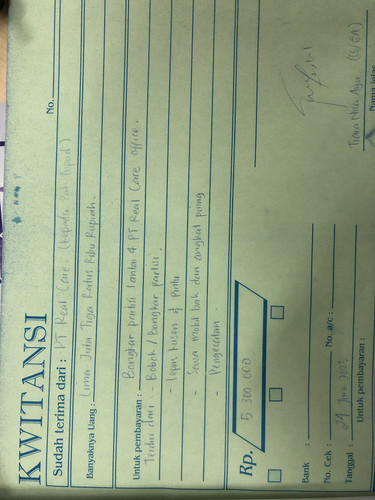 KWITANSI
No.
Sudah terima dari : PT Real Care
Banyaknya Uang : Lima Juta Tiga Ratus Ribu Rupiah.
Untuk pembayaran : Bongkar partisi lantai 4 PT Real Care office.
Terdiri dari - Bobok / Bongkar partisi.
- Lepas kusen & Pintu
- Sewa mobil bak dan angkut puing
- Pengecatan
Rp. 5.300.000
Bank :
No. Cek : No. a/c :
Tanggal : 24
Untuk pembayaran :
Nama Jelas